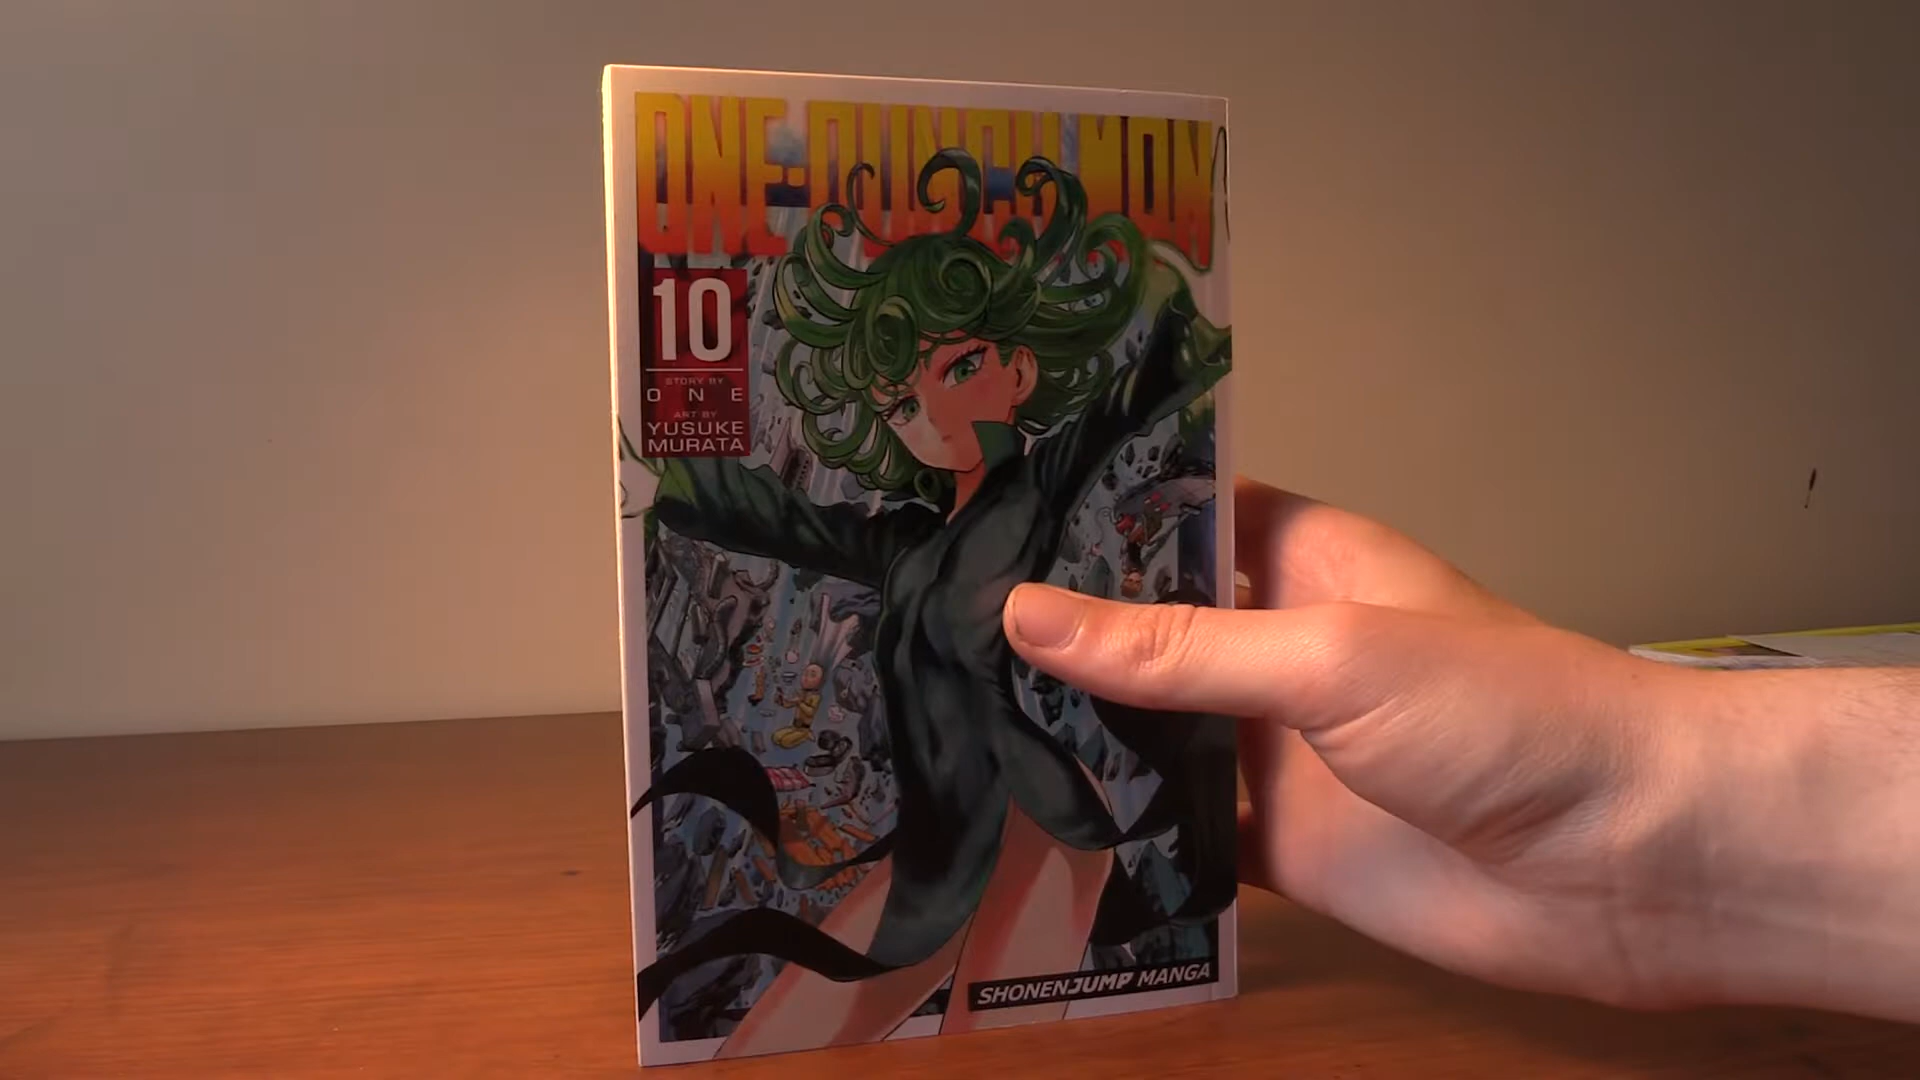 ONE-PUNCH MAN
10
STORY BY
ONE
ART BY
YUSUKE
MURATA
SHONENJUMP MANGA